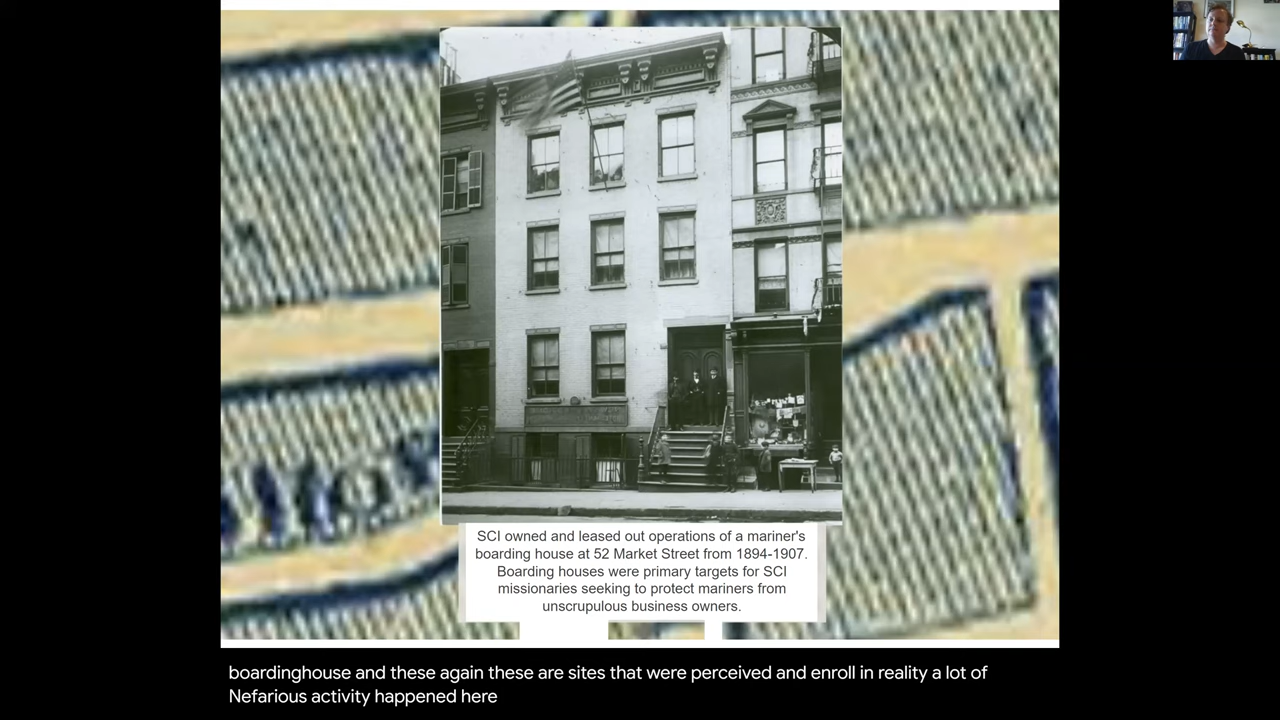 SCI owned and leased out operations of a mariner's
boarding house at 52 Market Street from 1894-1907.
Boarding houses were primary targets for SCI
missionaries seeking to protect mariners from
unscrupulous business owners.
boardinghouse and these again these are sites that were perceived and enroll in reality a lot of
Nefarious activity happened here